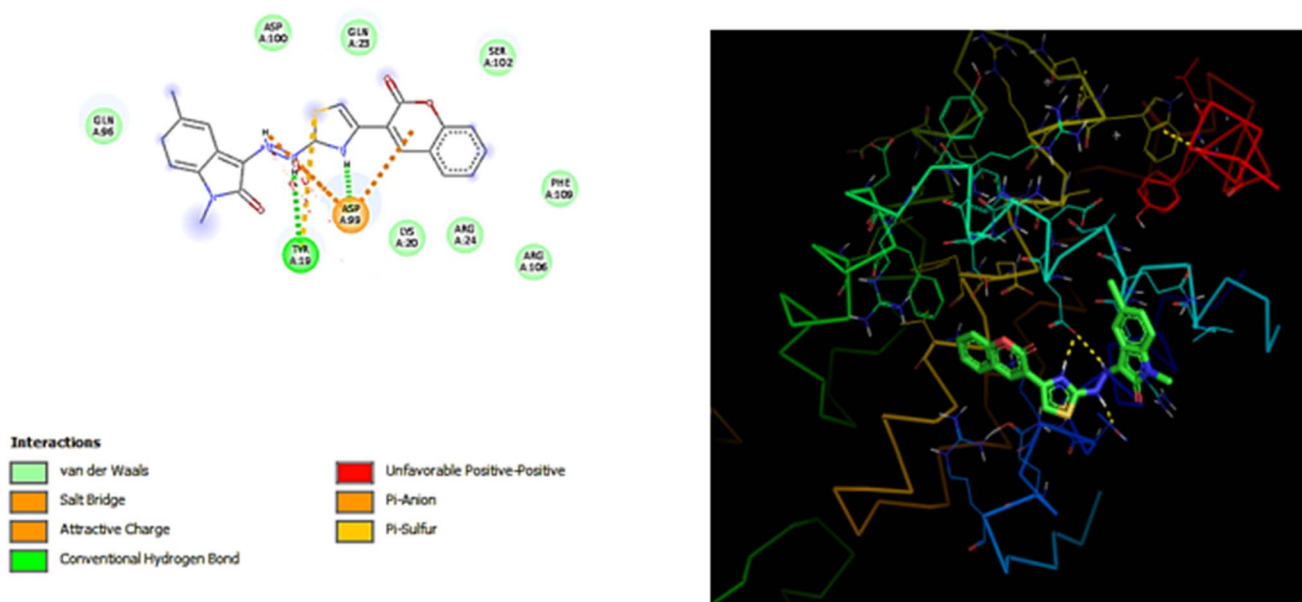 ASP
A:100
GLN
A:23
SER
A:102
GLN
A:96
H
N
S
O
O
N
N
N
H
N
O
H
ASP
A:99
TYR
A:19
LYS
A:20
ARG
A:24
PHE
A:109
ARG
A:106
Interactions
van der Waals
Salt Bridge
Attractive Charge
Conventional Hydrogen Bond
Unfavorable Positive-Positive
Pi-Anion
Pi-Sulfur